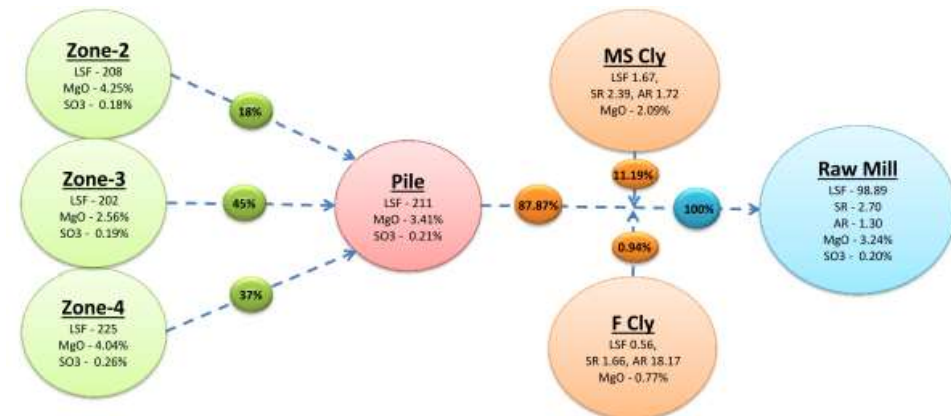 Zone-2
LSF - 208
MgO - 4.25%
SO3 - 0.18%
18%
Zone-3
LSF - 202
MgO - 2.56%
SO3 - 0.19%
45%
Zone-4
LSF - 225
MgO - 4.04%
SO3 - 0.26%
37%
Pile
LSF - 211
MgO - 3.41%
SO3 - 0.21%
87.87%
MS Cly
LSF 1.67,
SR 2.39, AR 1.72
MgO - 2.09%
11.19%
0.94%
F Cly
LSF 0.56,
SR 1.66, AR 18.17
MgO - 0.77%
100%
Raw Mill
LSF - 98.89
SR - 2.70
AR - 1.30
MgO - 3.24%
SO3 - 0.20%